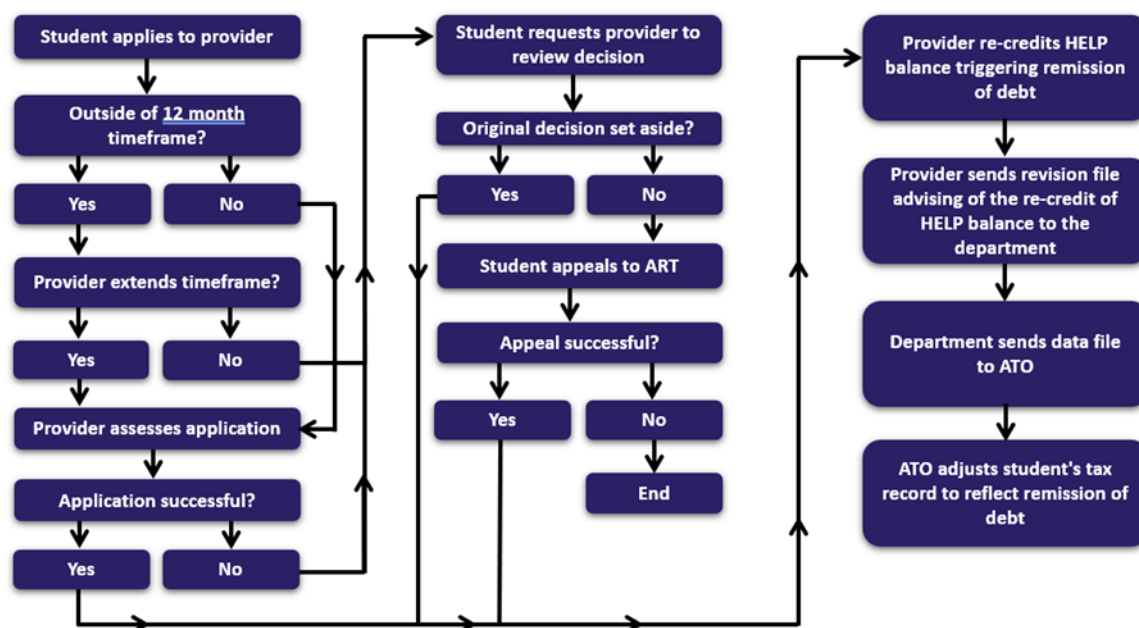 Student applies to provider
Outside of 12 month
timeframe?
Yes
No
Provider extends timeframe?
Yes
No
Provider assesses application
Application successful?
Yes
No
Student requests provider to
review decision
Original decision set aside?
Yes
No
Student appeals to ART
Appeal successful?
Yes
No
End
Provider re-credits HELP
balance triggering remission
of debt
Provider sends revision file
advising of the re-credit of
HELP balance to the
department
Department sends data file
to ATO
ATO adjusts student's tax
record to reflect remission of
debt